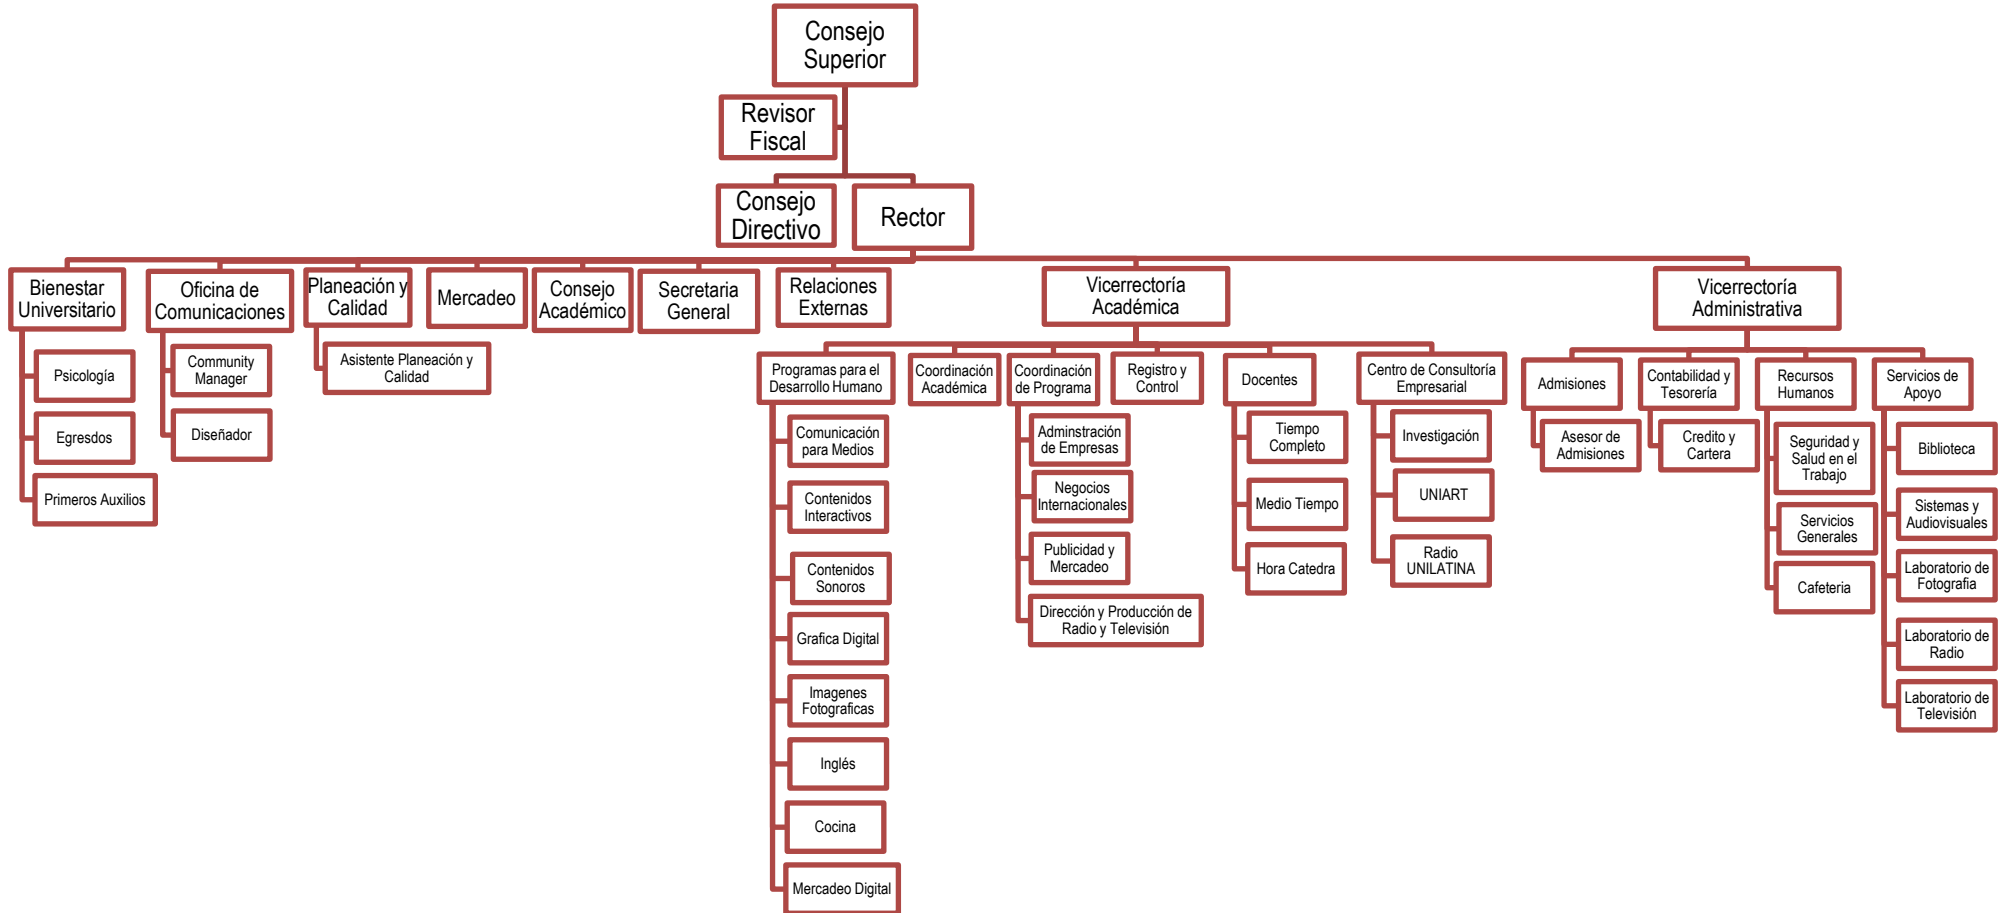 Consejo
Superior
Revisor
Fiscal
Consejo
Directivo
Rector
Bienestar
Universitario
Oficina de
Comunicaciones
Planeación y
Calidad
Mercadeo
Consejo
Académico
Secretaria
General
Relaciones
Externas
Vicerrectoría
Académica
Vicerrectoría
Administrativa
Psicología
Egresdos
Primeros Auxilios
Community
Manager
Diseñador
Asistente Planeación y
Calidad
Programas para el
Desarrollo Humano
Comunicación
para Medios
Contenidos
Interactivos
Contenidos
Sonoros
Grafica Digital
Imagenes
Fotograficas
Inglés
Cocina
Mercadeo Digital
Coordinación
Académica
Coordinación
de Programa
Adminstración
de Empresas
Negocios
Internacionales
Publicidad y
Mercadeo
Dirección y Producción de
Radio y Televisión
Registro y
Control
Docentes
Tiempo
Completo
Medio Tiempo
Hora Catedra
Centro de Consultoría
Empresarial
Investigación
UNIART
Radio
UNILATINA
Admisiones
Asesor de
Admisiones
Contabilidad y
Tesorería
Credito y
Cartera
Recursos
Humanos
Seguridad y
Salud en el
Trabajo
Servicios
Generales
Cafeteria
Servicios de
Apoyo
Biblioteca
Sistemas y
Audiovisuales
Laboratorio de
Fotografia
Laboratorio de
Radio
Laboratorio de
Televisión